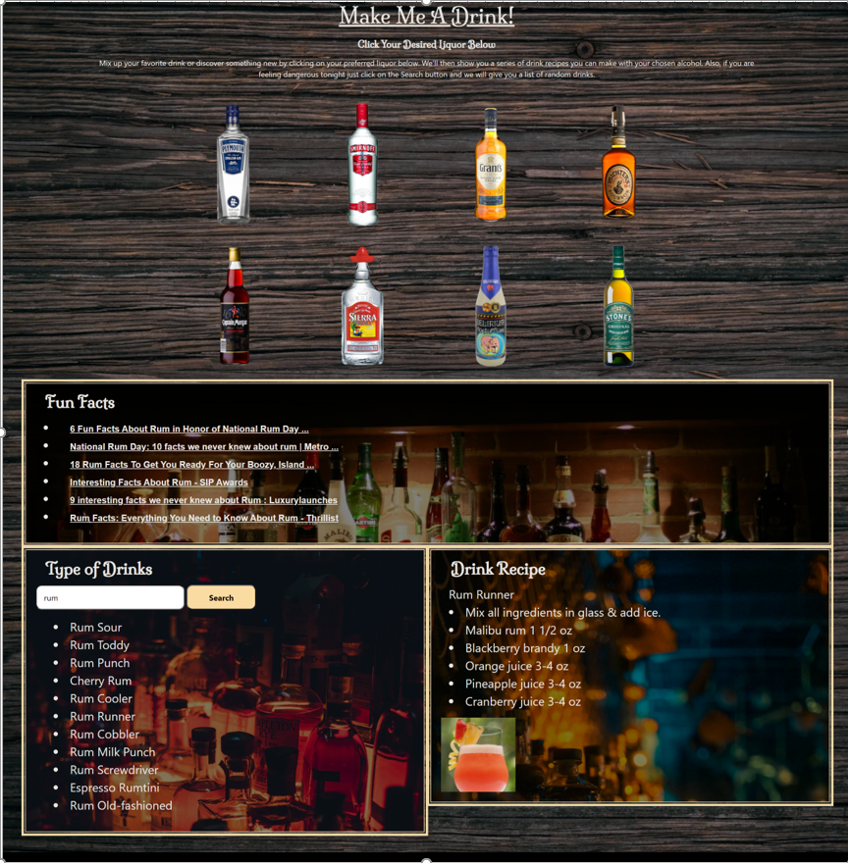 Make Me A Drink!
Click Your Desired Liquor Below
Mix up your favorite drink or discover something new by clicking on your preferred liquor below. We'll then show you a series of drink recipes you can make with your chosen alcohol. Also, if you are
feeling dangerous tonight just click on the Search button and we will give you a list of random drinks.
PLYMOUTH
SMIRNOFF
Grant's
Captain Morgan
SIERRA
STONE'S
ORIGINAL
Fun Facts
6 Fun Facts About Rum in Honor of National Rum Day ...
National Rum Day: 10 facts we never knew about rum | Metro ...
18 Rum Facts To Get You Ready For Your Boozy, Island ...
Interesting Facts About Rum - SIP Awards
9 interesting facts we never knew about Rum : Luxurylaunches
Rum Facts: Everything You Need to Know About Rum - Thrillist
MALIBU
Type of Drinks
rum
Search
Rum Sour
Rum Toddy
Rum Punch
Cherry Rum
Rum Cooler
Rum Runner
Rum Cobbler
Rum Milk Punch
Rum Screwdriver
Espresso Rumtini
Rum Old-fashioned
Drink Recipe
Rum Runner
Mix all ingredients in glass & add ice.
Malibu rum 1 1/2 oz
Blackberry brandy 1 oz
Orange juice 3-4 oz
Pineapple juice 3-4 oz
Cranberry juice 3-4 oz